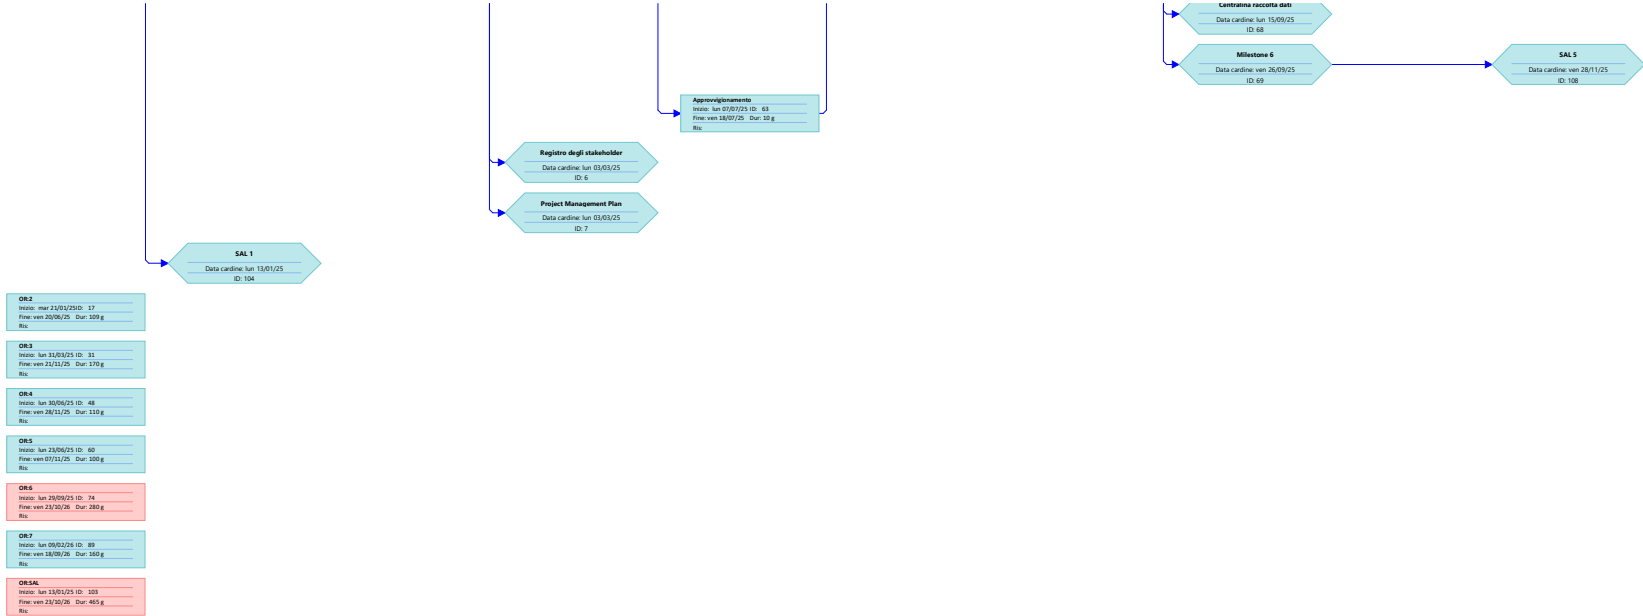 Centralina raccolta dati
Data cardine: lun 15/09/25
ID: 68
Milestone 6
Data cardine: ven 26/09/25
ID: 69
SAL 5
Data cardine: ven 28/11/25
ID: 108
Approvvigionamento
Inizio: lun 07/07/25 ID: 63
Fine: ven 18/07/25 Dur: 10 g
Ris:
Registro degli stakeholder
Data cardine: lun 03/03/25
ID: 6
Project Management Plan
Data cardine: lun 03/03/25
ID: 7
SAL 1
Data cardine: lun 13/01/25
ID: 104
OR:2
Inizio: mar 21/01/25 ID: 17
Fine: ven 20/06/25 Dur: 109 g
Ris:
OR:3
Inizio: lun 31/03/25 ID: 31
Fine: ven 21/11/25 Dur: 170 g
Ris:
OR:4
Inizio: lun 30/06/25 ID: 48
Fine: ven 28/11/25 Dur: 110 g
Ris:
OR:5
Inizio: lun 23/06/25 ID: 60
Fine: ven 07/11/25 Dur: 100 g
Ris:
OR:6
Inizio: lun 29/09/25 ID: 74
Fine: ven 23/10/26 Dur: 280 g
Ris:
OR:7
Inizio: lun 09/02/26 ID: 89
Fine: ven 18/09/26 Dur: 160 g
Ris:
OR:SAL
Inizio: lun 13/01/25 ID: 103
Fine: ven 23/10/26 Dur: 465 g
Ris: